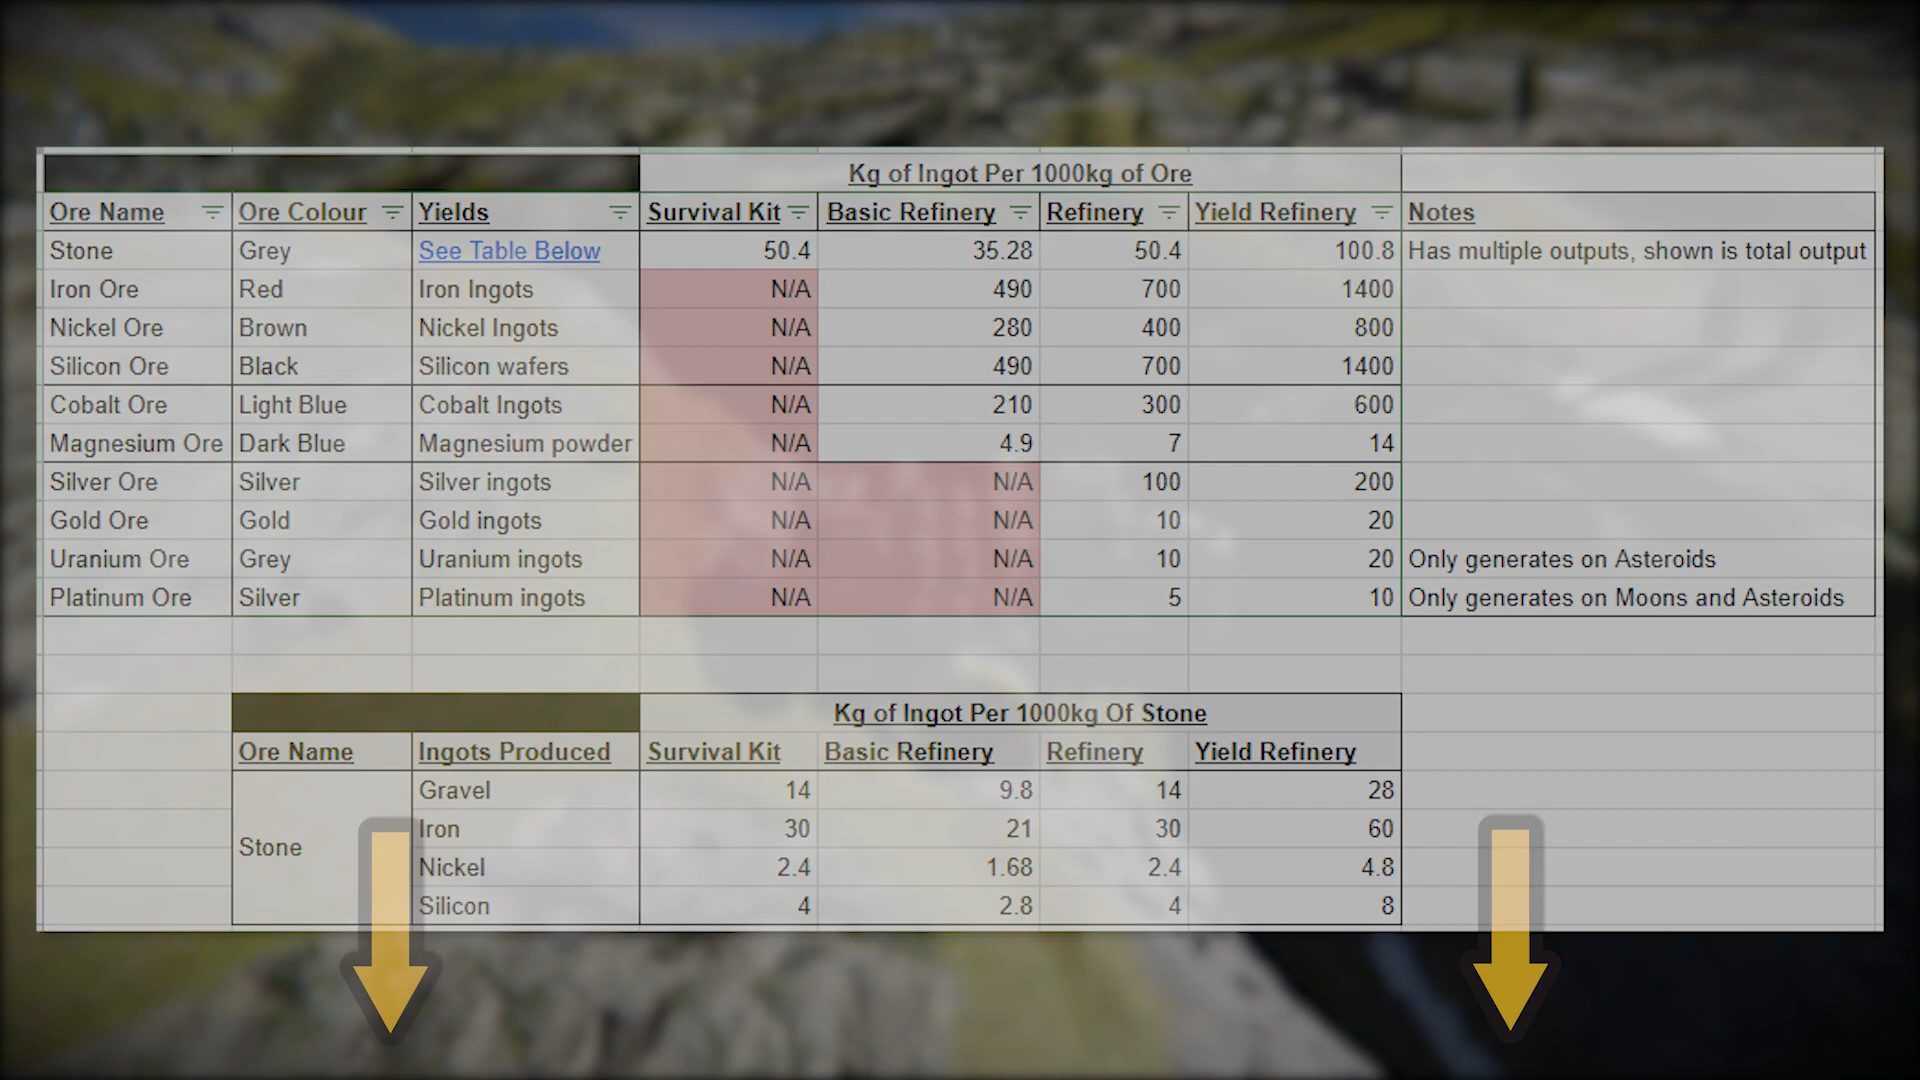 Kg of Ingot Per 1000kg of Ore
Ore Name Ore Colour Yields Survival Kit Basic Refinery Refinery Yield Refinery Notes
Stone Grey See Table Below 50.4 35.28 50.4 100.8 Has multiple outputs, shown is total output
Iron Ore Red Iron Ingots N/A 490 700 1400
Nickel Ore Brown Nickel Ingots N/A 280 400 800
Silicon Ore Black Silicon wafers N/A 490 700 1400
Cobalt Ore Light Blue Cobalt Ingots N/A 210 300 600
Magnesium Ore Dark Blue Magnesium powder N/A 4.9 7 14
Silver Ore Silver Silver ingots N/A N/A 100 200
Gold Ore Gold Gold ingots N/A N/A 10 20
Uranium Ore Grey Uranium ingots N/A N/A 10 20 Only generates on Asteroids
Platinum Ore Silver Platinum ingots N/A N/A 5 10 Only generates on Moons and Asteroids
Kg of Ingot Per 1000kg Of Stone
Ore Name Ingots Produced Survival Kit Basic Refinery Refinery Yield Refinery
Gravel 14 9.8 14 28
Iron 30 21 30 60
Stone
Nickel 2.4 1.68 2.4 4.8
Silicon 4 2.8 4 8